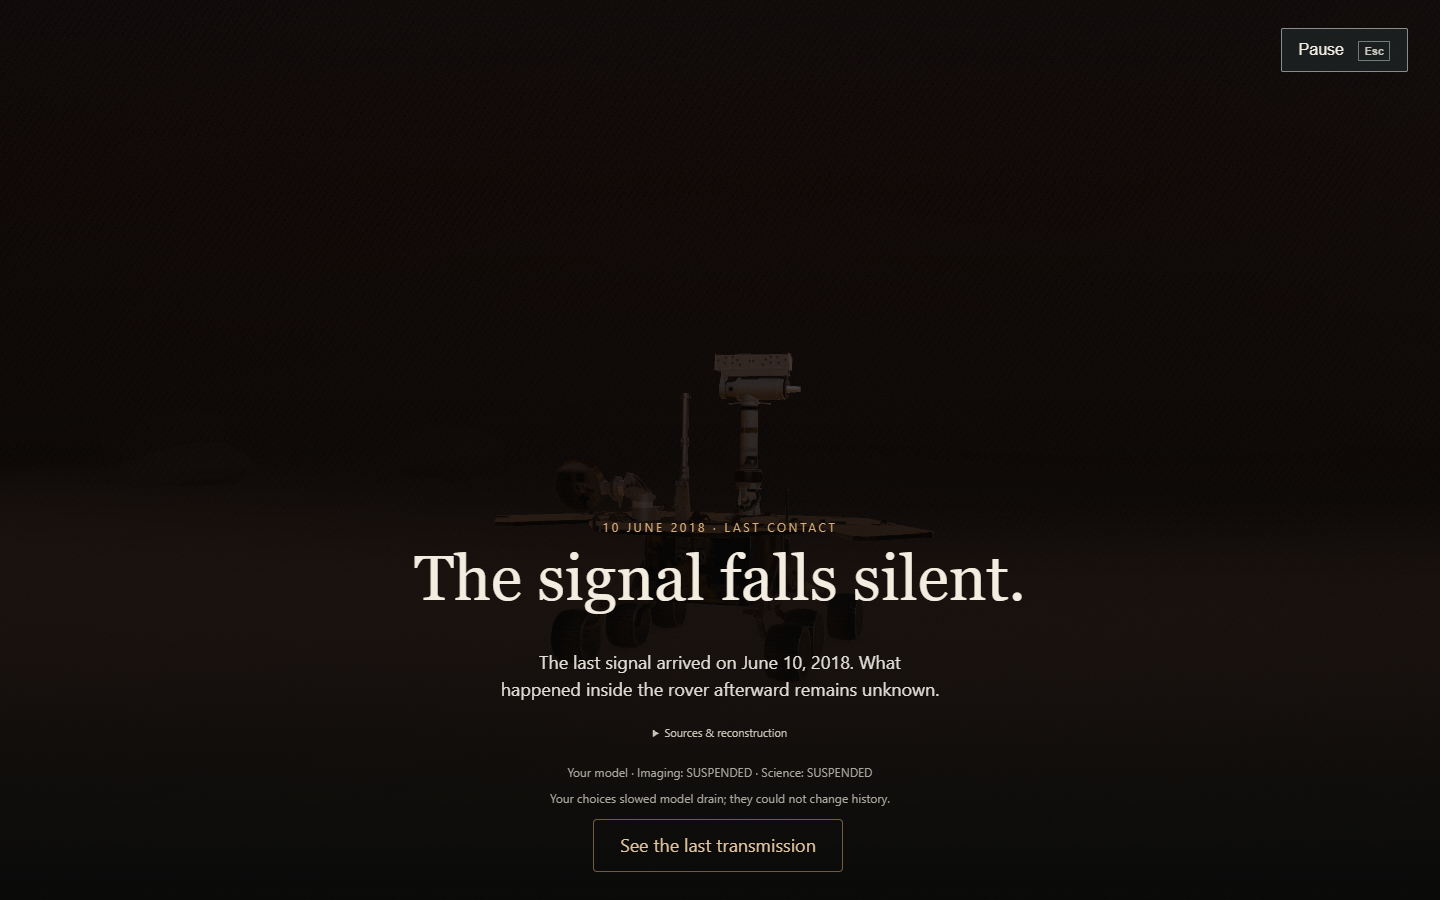 Pause Esc
10 JUNE 2018 · LAST CONTACT
The signal falls silent.
The last signal arrived on June 10, 2018. What
happened inside the rover afterward remains unknown.
Sources & reconstruction
Your model · Imaging: SUSPENDED · Science: SUSPENDED
Your choices slowed model drain; they could not change history.
See the last transmission